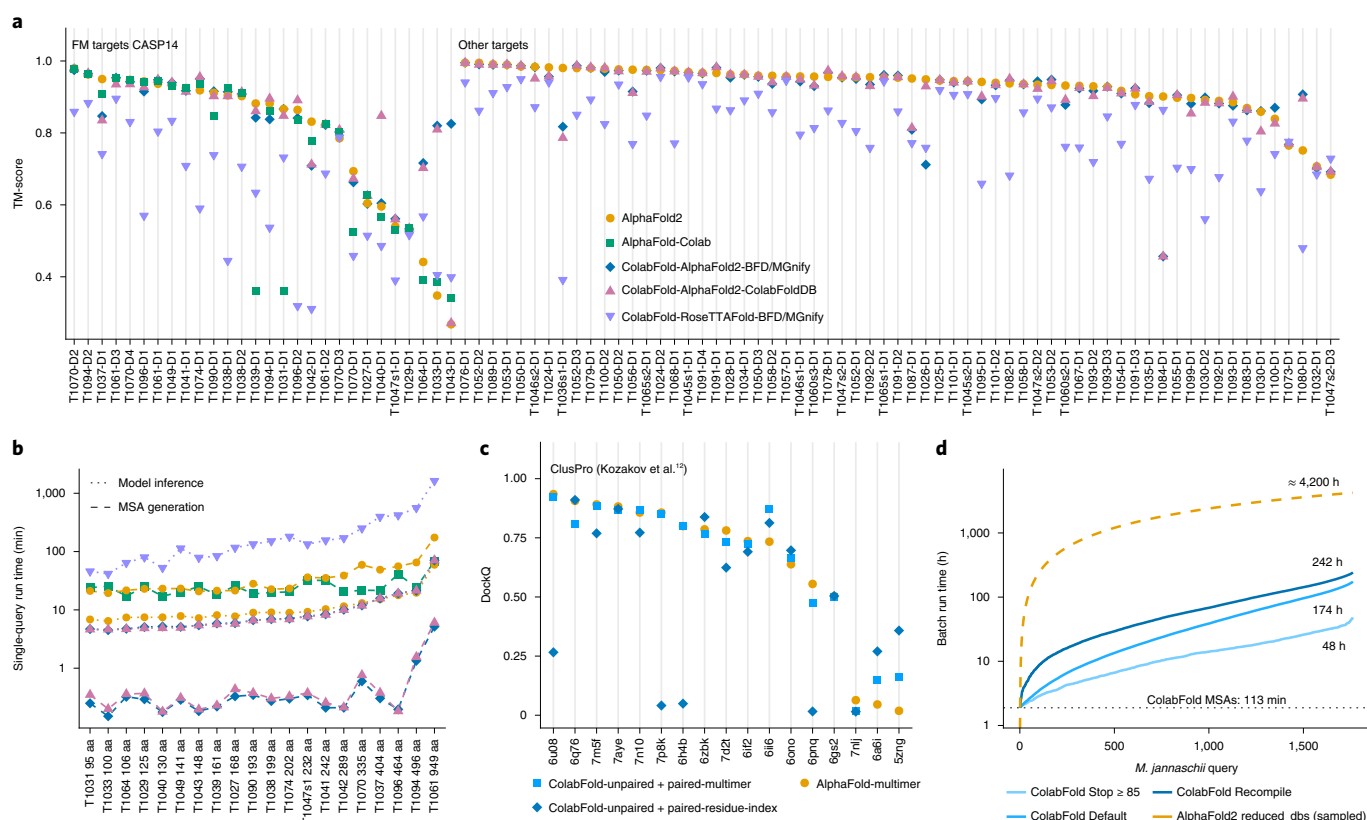 a
FM targets CASP14
Other targets
TM-score
1.0
0.8
0.6
0.4
AlphaFold2
AlphaFold-Colab
ColabFold-AlphaFold2-BFD/MGnify
ColabFold-AlphaFold2-ColabFoldDB
ColabFold-RoseTTAFold-BFD/MGnify
T1070-D2
T1094-D2
T1037-D1
T1061-D3
T1070-D4
T1096-D1
T1061-D1
T1049-D1
T1041-D1
T1074-D1
T1090-D1
T1038-D1
T1038-D2
T1039-D1
T1094-D1
T1031-D1
T1096-D2
T1042-D1
T1061-D2
T1070-D3
T1070-D1
T1027-D1
T1040-D1
T1047s1-D1
T1029-D1
T1064-D1
T1033-D1
T1043-D1
T1076-D1
T1052-D2
T1089-D1
T1053-D1
T1050-D1
T1046s2-D1
T1024-D1
T1036s1-D1
T1052-D3
T1079-D1
T1100-D2
T1050-D2
T1056-D1
T1065s2-D1
T1024-D2
T1068-D1
T1045s1-D1
T1091-D1
T1091-D4
T1028-D1
T1034-D1
T1050-D3
T1058-D2
T1057-D1
T1046s1-D1
T1060s3-D1
T1078-D1
T1047s2-D1
T1052-D1
T1092-D2
T1065s1-D1
T1091-D2
T1087-D1
T1026-D1
T1025-D1
T1101-D1
T1045s2-D1
T1095-D1
T1101-D2
T1082-D1
T1058-D1
T1047s2-D2
T1053-D2
T1060s2-D1
T1067-D1
T1093-D2
T1093-D3
T1054-D1
T1035-D1
T1084-D1
T1055-D1
T1099-D1
T1030-D2
T1092-D1
T1093-D1
T1083-D1
T1030-D1
T1100-D1
T1073-D1
T1080-D1
T1032-D1
T1047s2-D3
b
Model inference
MSA generation
Single-query run time (min)
1,000
100
10
1
T1031 95 aa
T1033 100 aa
T1064 106 aa
T1029 125 aa
T1040 130 aa
T1049 141 aa
T1043 148 aa
T1039 161 aa
T1027 168 aa
T1090 193 aa
T1038 199 aa
T1074 202 aa
T1047s1 232 aa
T1041 242 aa
T1042 289 aa
T1070 335 aa
T1037 404 aa
T1096 464 aa
T1094 496 aa
T1061 949 aa
c
ClusPro (Kozakov et al.12)
DockQ
1.00
0.75
0.50
0.25
0
6u08
6q76
7m5f
7aye
7n10
7p8k
6h4b
6zbk
7d2t
6if2
6ii6
6ono
6pnq
6gs2
7nij
6a6i
5zng
ColabFold-unpaired + paired-multimer
AlphaFold-multimer
ColabFold-unpaired + paired-residue-index
d
Batch run time (h)
1,000
100
10
1
≈ 4,200 h
242 h
174 h
48 h
ColabFold MSAs: 113 min
0
500
1,000
1,500
M. jannaschii query
ColabFold Stop ≥ 85
ColabFold Recompile
ColabFold Default
AlphaFold2 reduced_dbs (sampled)